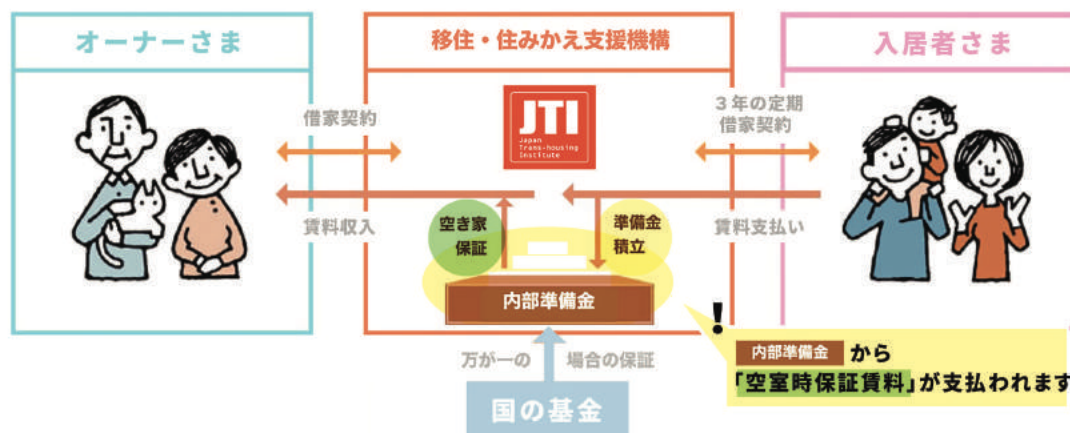 オーナーさま
移住・住みかえ支援機構
入居者さま
借家契約
JTI
Japan
Trans-housing
Institute
3年の定期
借家契約
賃料収入
空き家
保証
準備金
積立
賃料支払い
内部準備金
万が一の 場合の保証
国の基金
!
内部準備金 から
「空室時保証賃料」が支払われます